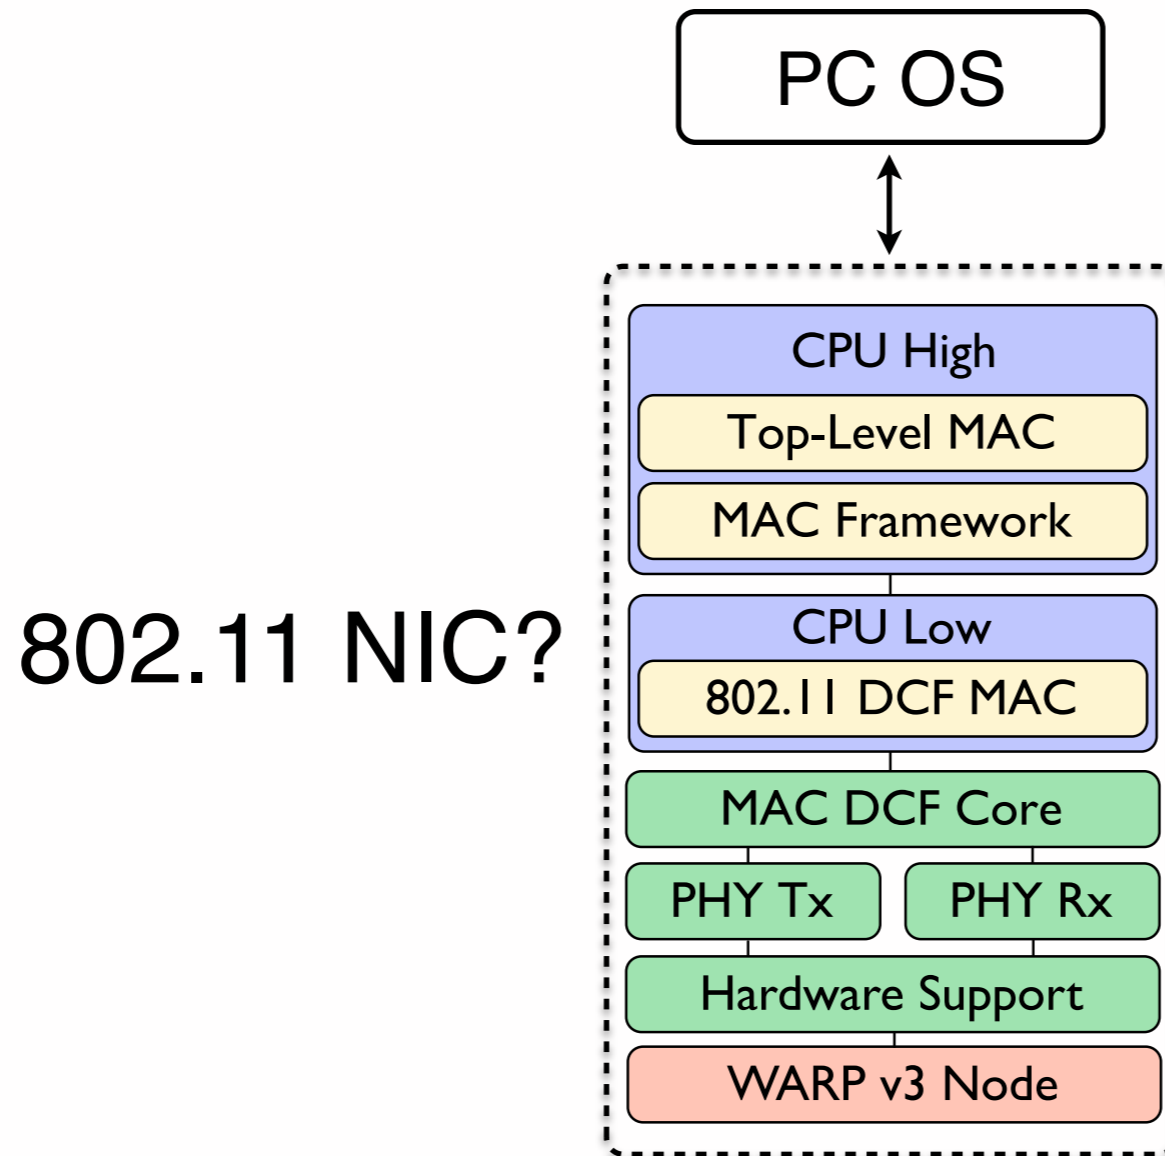 PC OS
CPU High
Top-Level MAC
MAC Framework
802.11 NIC?
CPU Low
802.11 DCF MAC
MAC DCF Core
PHY Tx
PHY Rx
Hardware Support
WARP v3 Node